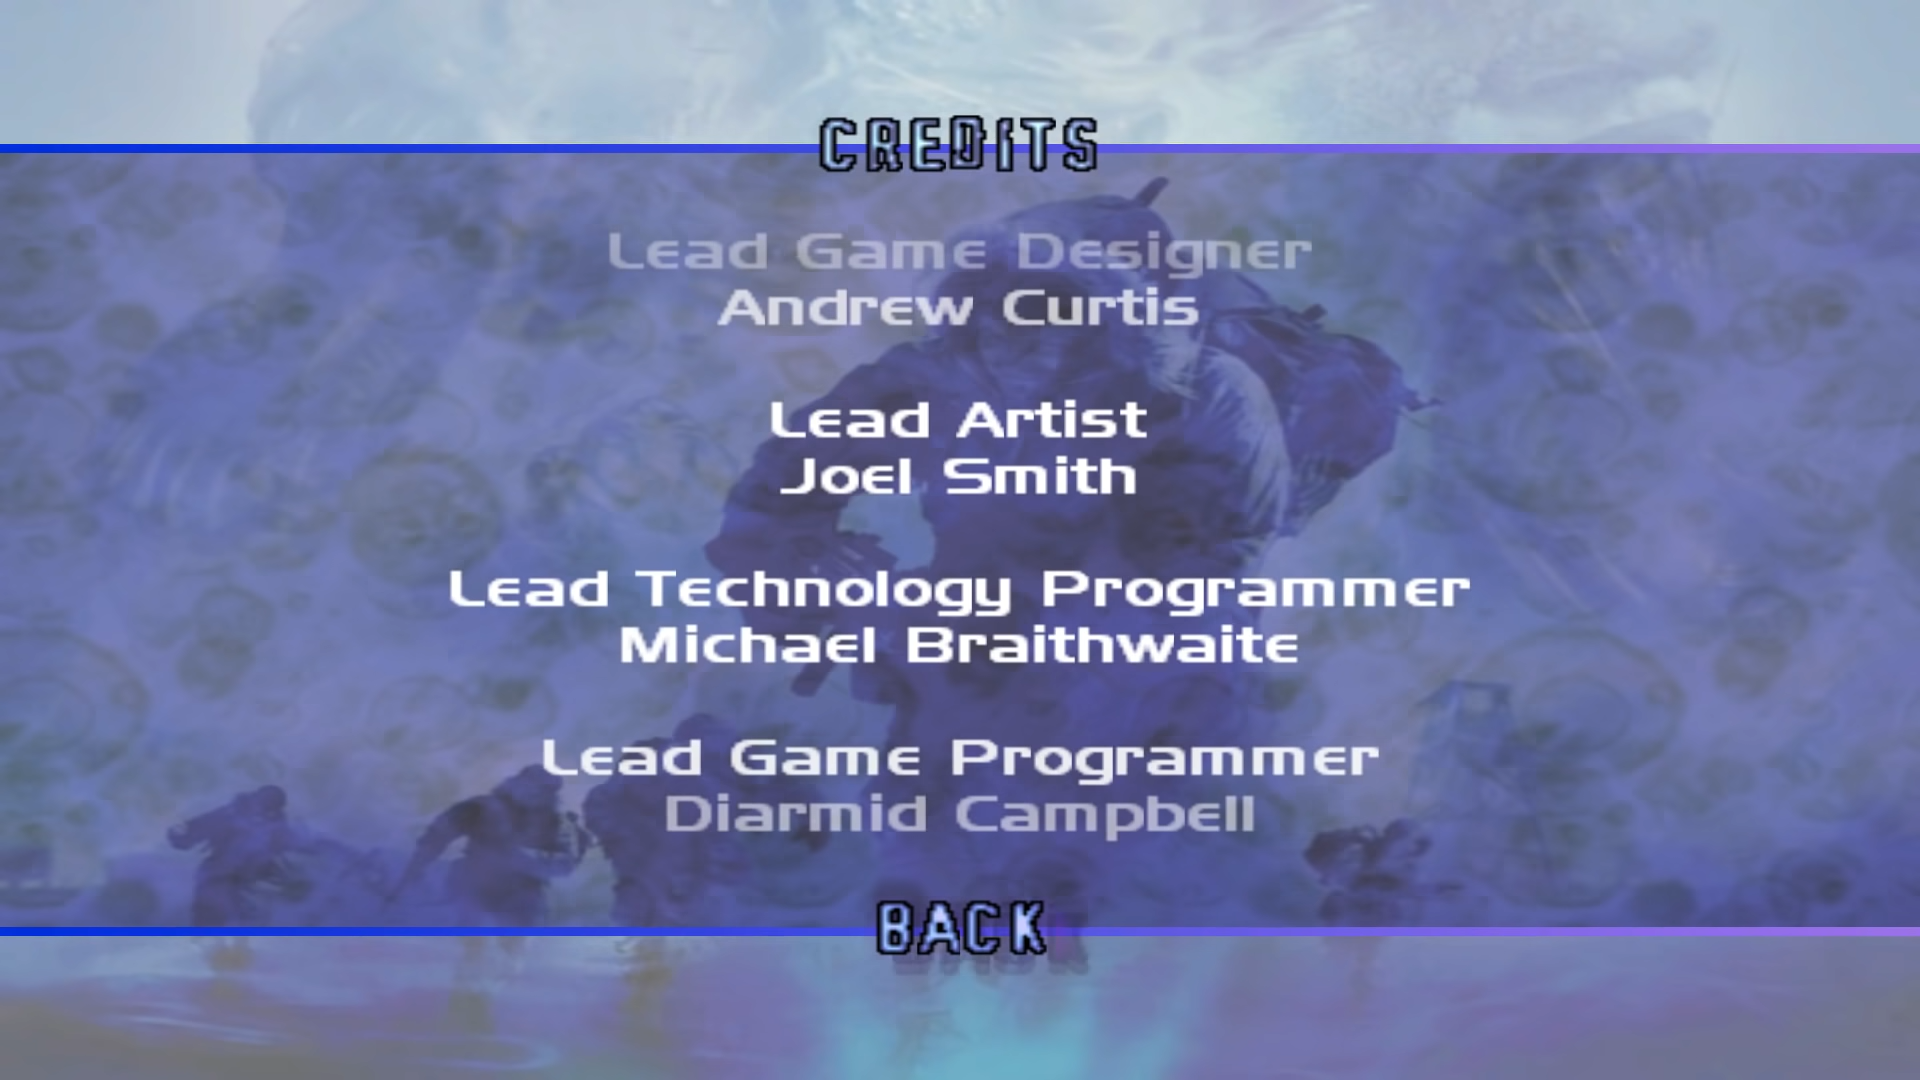 CREDITS
Lead Game Designer
Andrew Curtis
Lead Artist
Joel Smith
Lead Technology Programmer
Michael Braithwaite
Lead Game Programmer
Diarmid Campbell
BACK